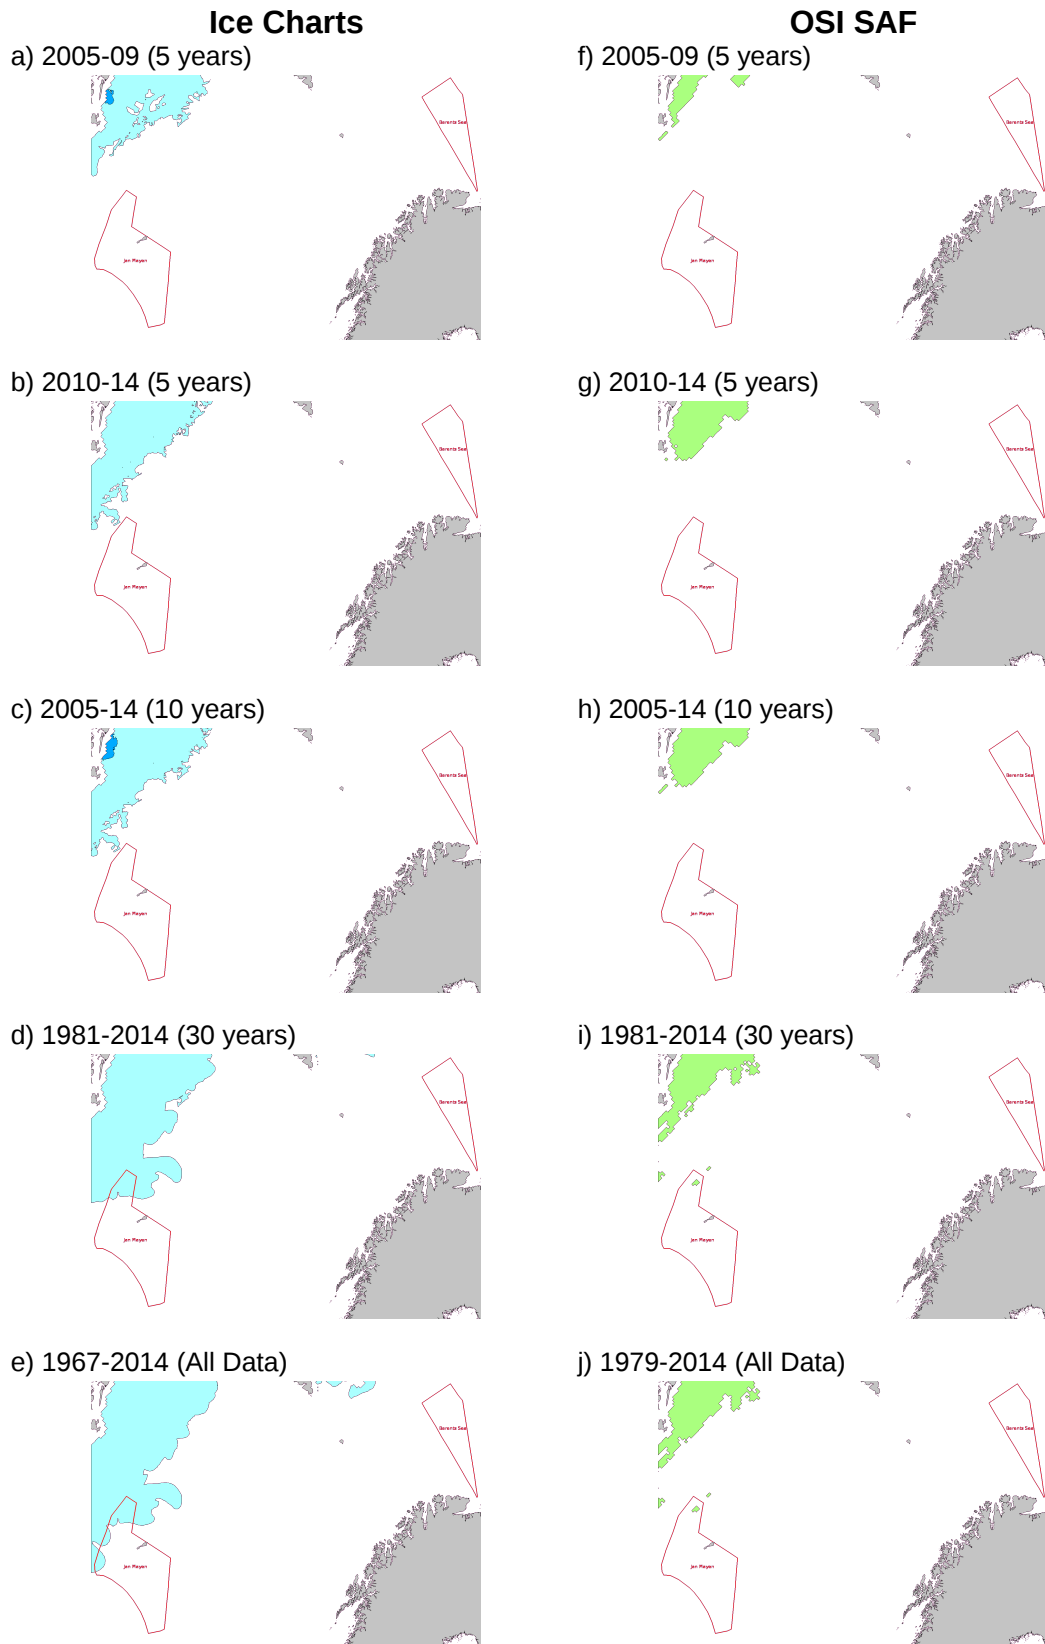 Ice Charts
OSI SAF
a) 2005-09 (5 years)
f) 2005-09 (5 years)
Barents Sea
Jan Mayen
Barents Sea
Jan Mayen
b) 2010-14 (5 years)
g) 2010-14 (5 years)
Barents Sea
Jan Mayen
Barents Sea
Jan Mayen
c) 2005-14 (10 years)
h) 2005-14 (10 years)
Barents Sea
Jan Mayen
Barents Sea
Jan Mayen
d) 1981-2014 (30 years)
i) 1981-2014 (30 years)
Barents Sea
Jan Mayen
Barents Sea
Jan Mayen
e) 1967-2014 (All Data)
j) 1979-2014 (All Data)
Barents Sea
Jan Mayen
Barents Sea
Jan Mayen